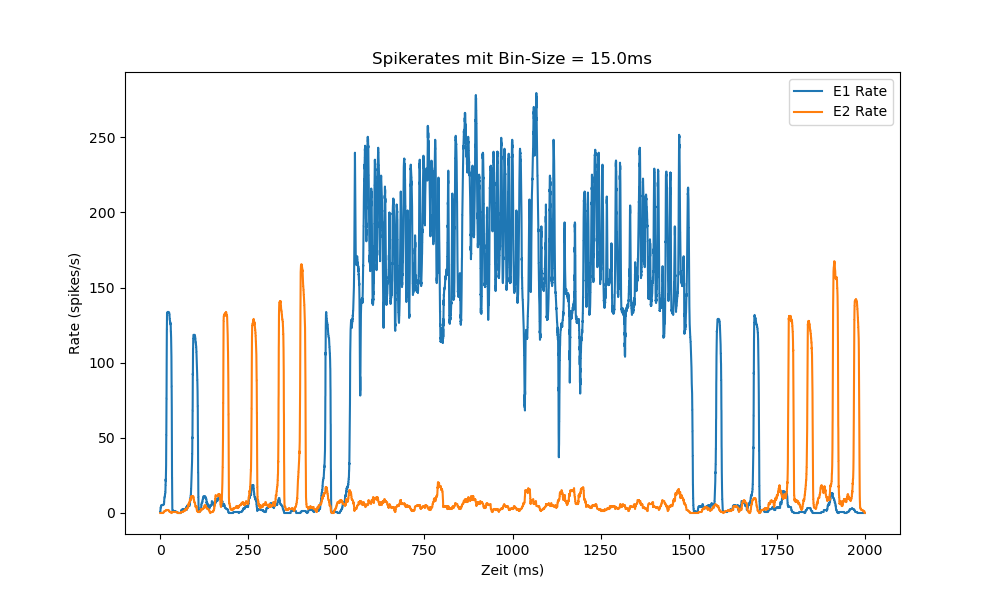 Spikerates mit Bin-Size = 15.0ms
E1 Rate
E2 Rate
Rate (spikes/s)
250
200
150
100
50
0
0 250 500 750 1000 1250 1500 1750 2000
Zeit (ms)